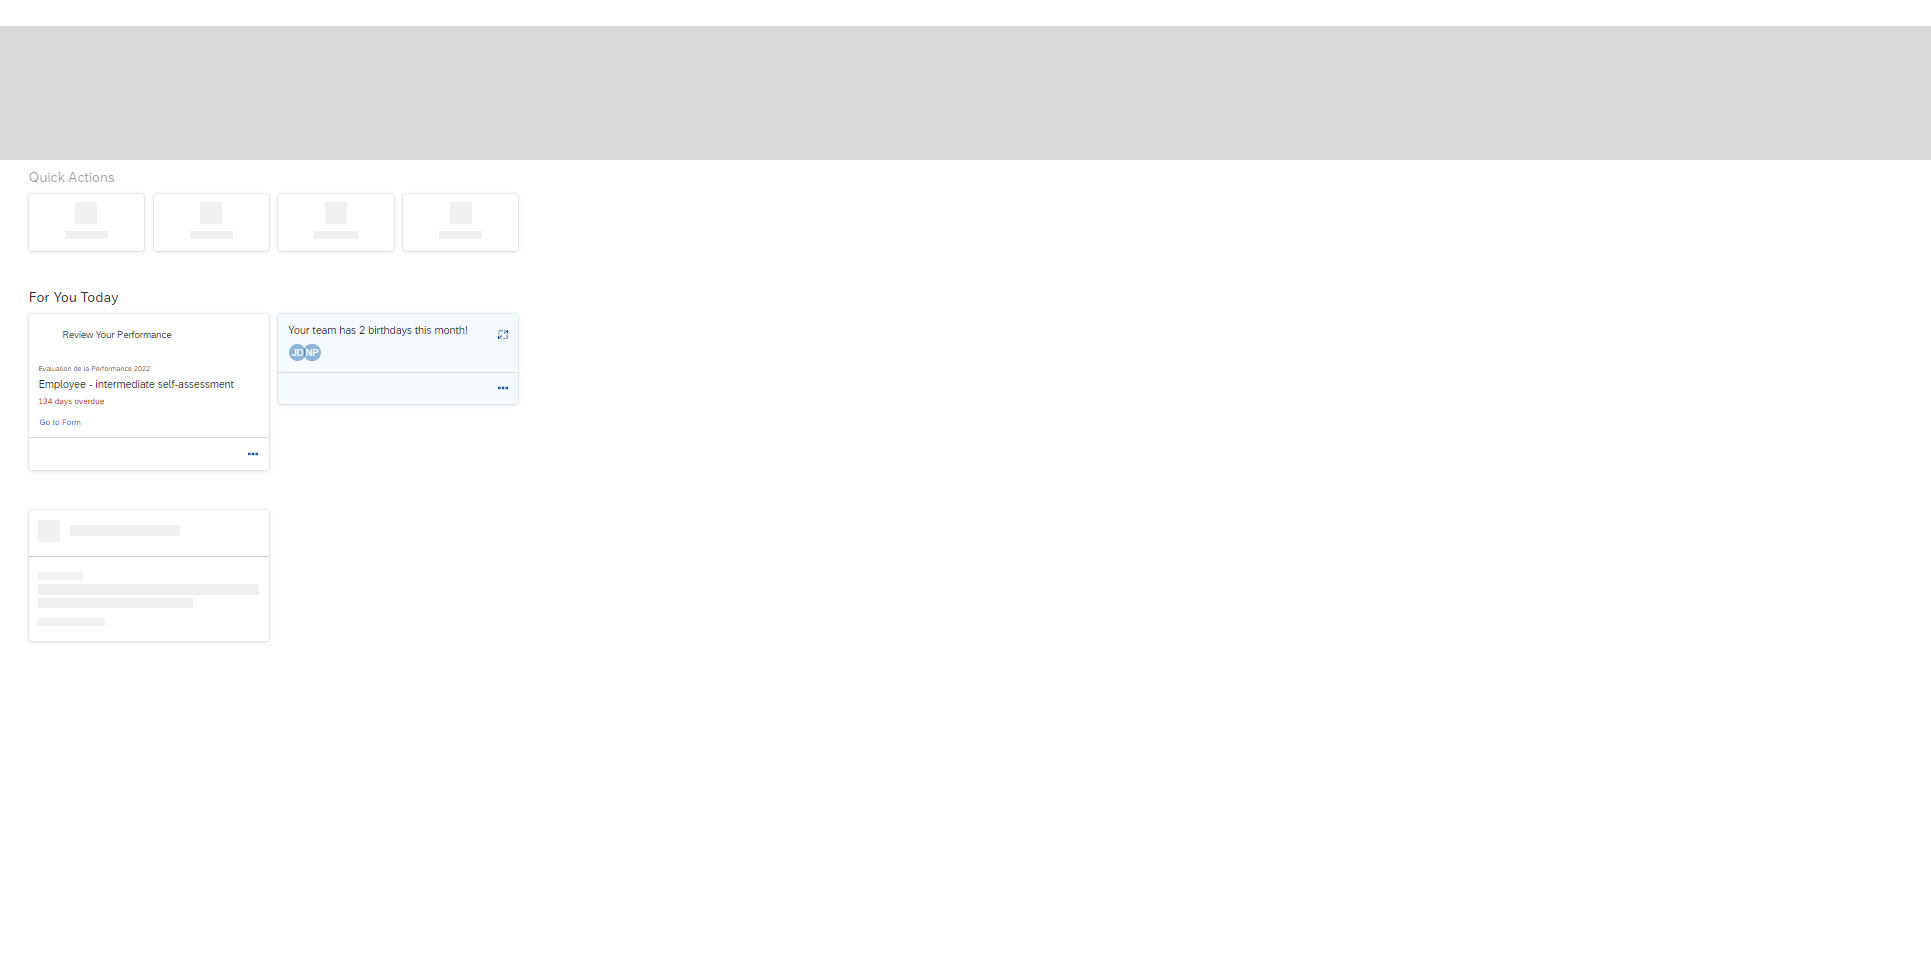 Quick Actions
For You Today
Review Your Performance
Evaluation de la Performance 2022
Employee - intermediate self-assessment
134 days overdue
Go to Form
Your team has 2 birthdays this month!
JD NP